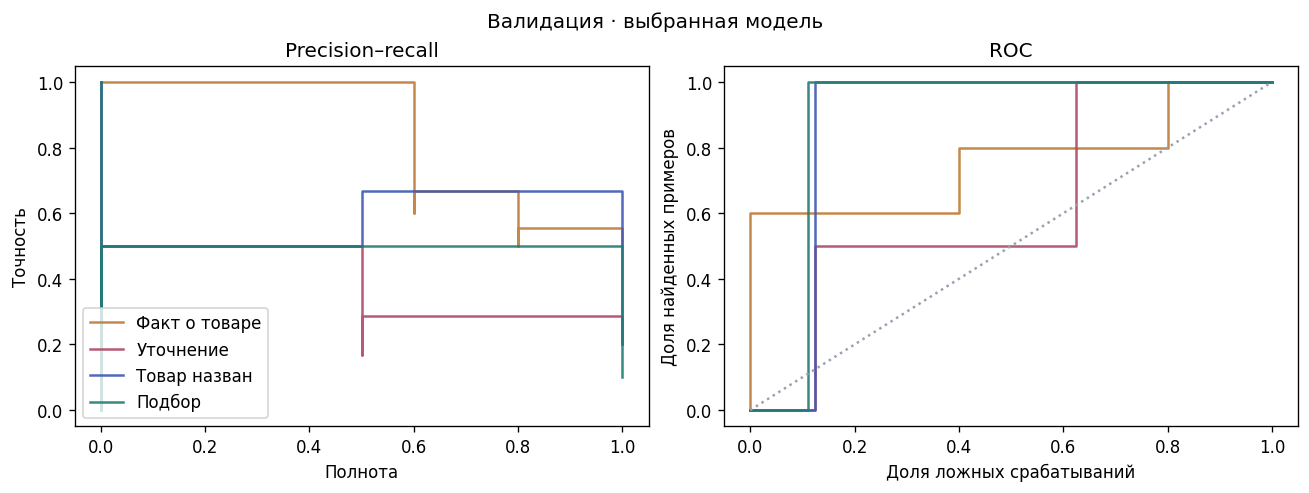 Валидация · выбранная модель
Precision–recall
Точность
1.0
0.8
0.6
0.4
0.2
0.0
Факт о товаре
Уточнение
Товар назван
Подбор
0.0 0.2 0.4 0.6 0.8 1.0
Полнота
ROC
Доля найденных примеров
1.0
0.8
0.6
0.4
0.2
0.0
0.0 0.2 0.4 0.6 0.8 1.0
Доля ложных срабатываний